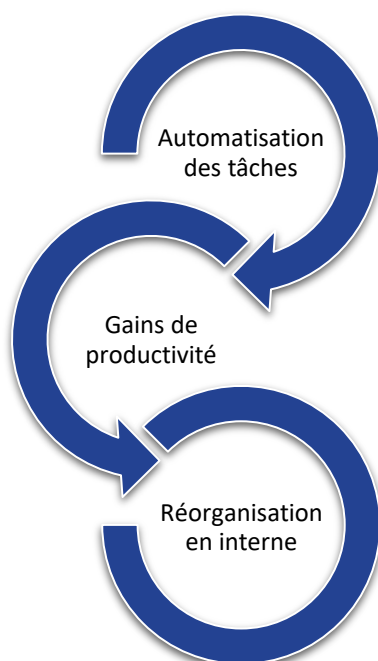 Automatisation
des tâches
Gains de
productivité
Réorganisation
en interne